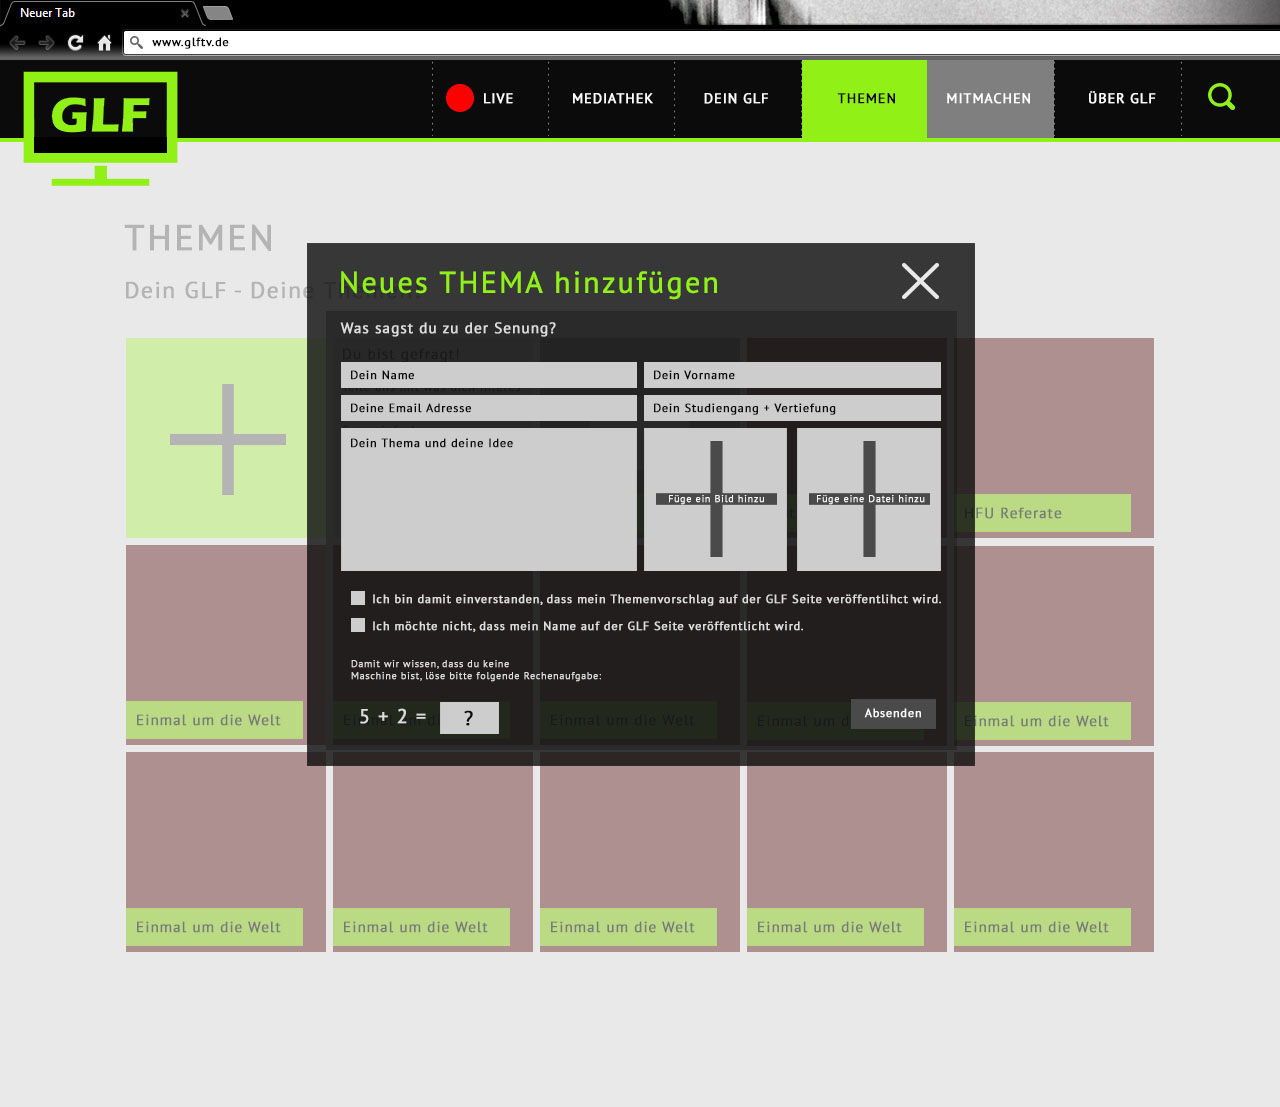 Neuer Tab
www.glftv.de
GLF
LIVE
MEDIATHEK
DEIN GLF
THEMEN
MITMACHEN
ÜBER GLF
THEMEN
Dein GLF - Deine Themen!
Neues THEMA hinzufügen
Was sagst du zu der Senung?
Du bist gefragt!
Dein Name
Dein Vorname
Deine Email Adresse
Dein Studiengang + Vertiefung
Dein Thema und deine Idee
Füge ein Bild hinzu
Füge eine Datei hinzu
HFU Referate
Ich bin damit einverstanden, dass mein Themenvorschlag auf der GLF Seite veröffentlihct wird.
Ich möchte nicht, dass mein Name auf der GLF Seite veröffentlicht wird.
Damit wir wissen, dass du keine
Maschine bist, löse bitte folgende Rechenaufgabe:
5 + 2 =
?
Absenden
Einmal um die Welt
Einmal um die Welt
Einmal um die Welt
Einmal um die Welt
Einmal um die Welt
Einmal um die Welt
Einmal um die Welt
Einmal um die Welt
Einmal um die Welt
Einmal um die Welt